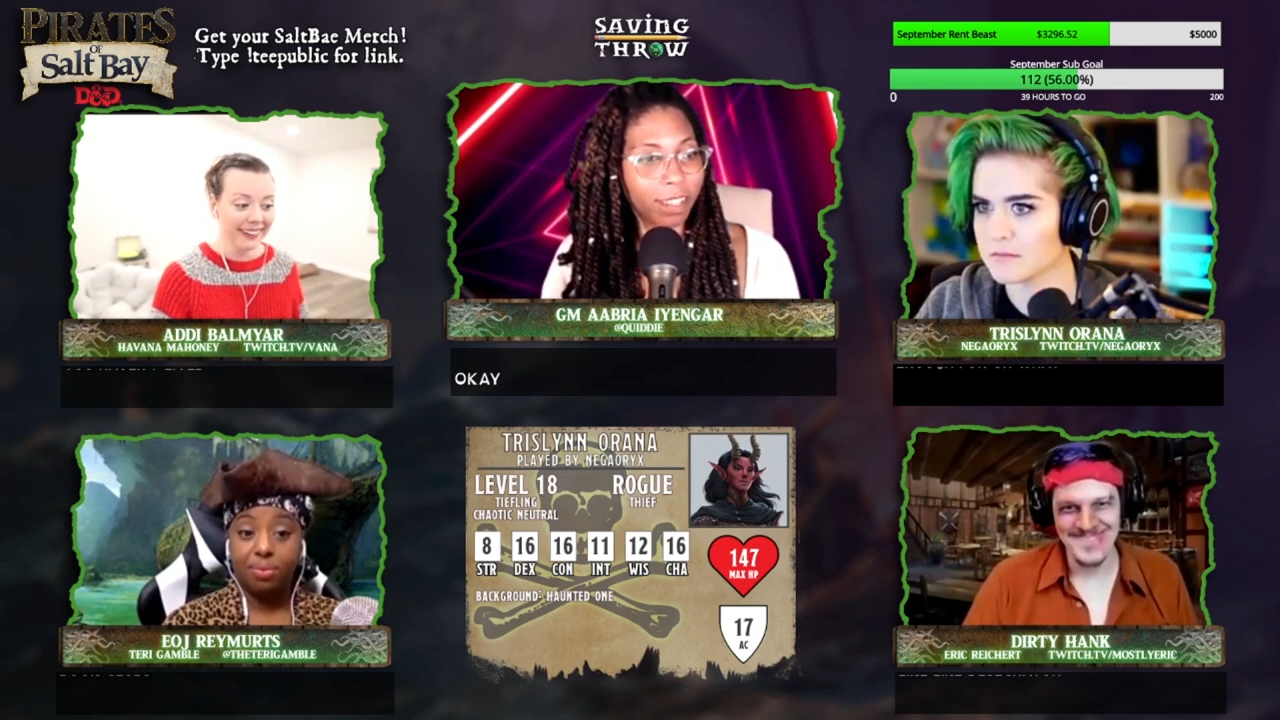 PIRATES
OF
Salt Bay
D&D
Get your SaltBae Merch!
Type !teepublic for link.
SAVING
THROW
September Rent Beast $3296.52 $5000
September Sub Goal
112 (56.00%)
0 39 HOURS TO GO 200
ADDI BALMYAR
HAVANA MAHONEY TWITCH.TV/VANA
GM AABRIA IYENGAR
@QUIDDIE
OKAY
TRISLYNN ORANA
NEGAORYX TWITCH.TV/NEGAORYX
TRISLYNN ORANA
PLAYED BY NEGAORYX
LEVEL 18 ROGUE
TIEFLING THIEF
CHAOTIC NEUTRAL
8 16 16 11 12 16
STR DEX CON INT WIS CHA
BACKGROUND: HAUNTED ONE
147
MAX HP
17
AC
EOJ REYMURTS
TERI GAMBLE @THETERIGAMBLE
DIRTY HANK
ERIC REICHERT TWITCH.TV/MOSTLYERIC